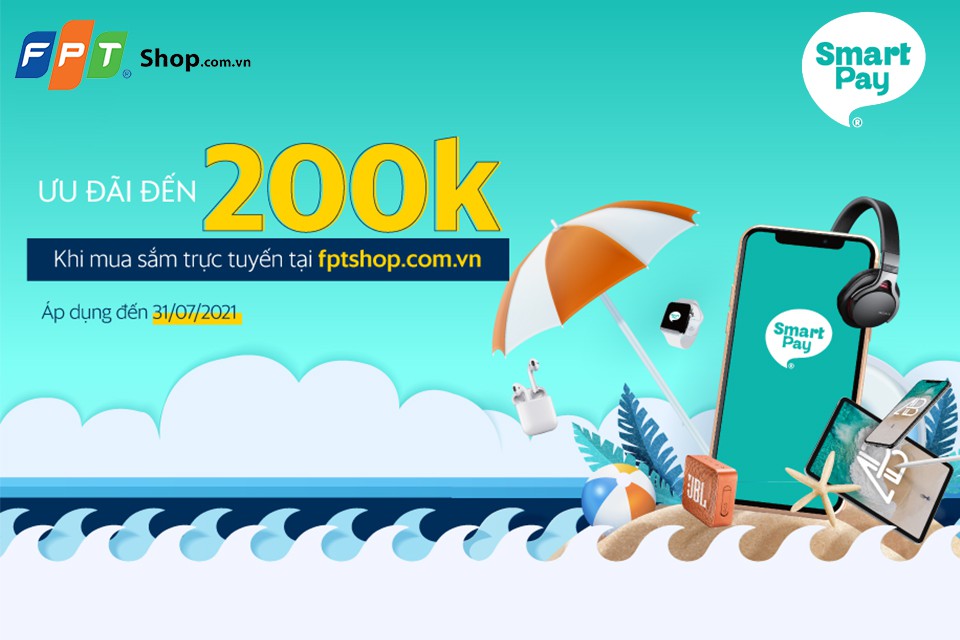 FPT® Shop.com.vn
Smart Pay®
ƯU ĐÃI ĐẾN 200k
Khi mua sắm trực tuyến tại fptshop.com.vn
Áp dụng đến 31/07/2021
Smart Pay®
JBL